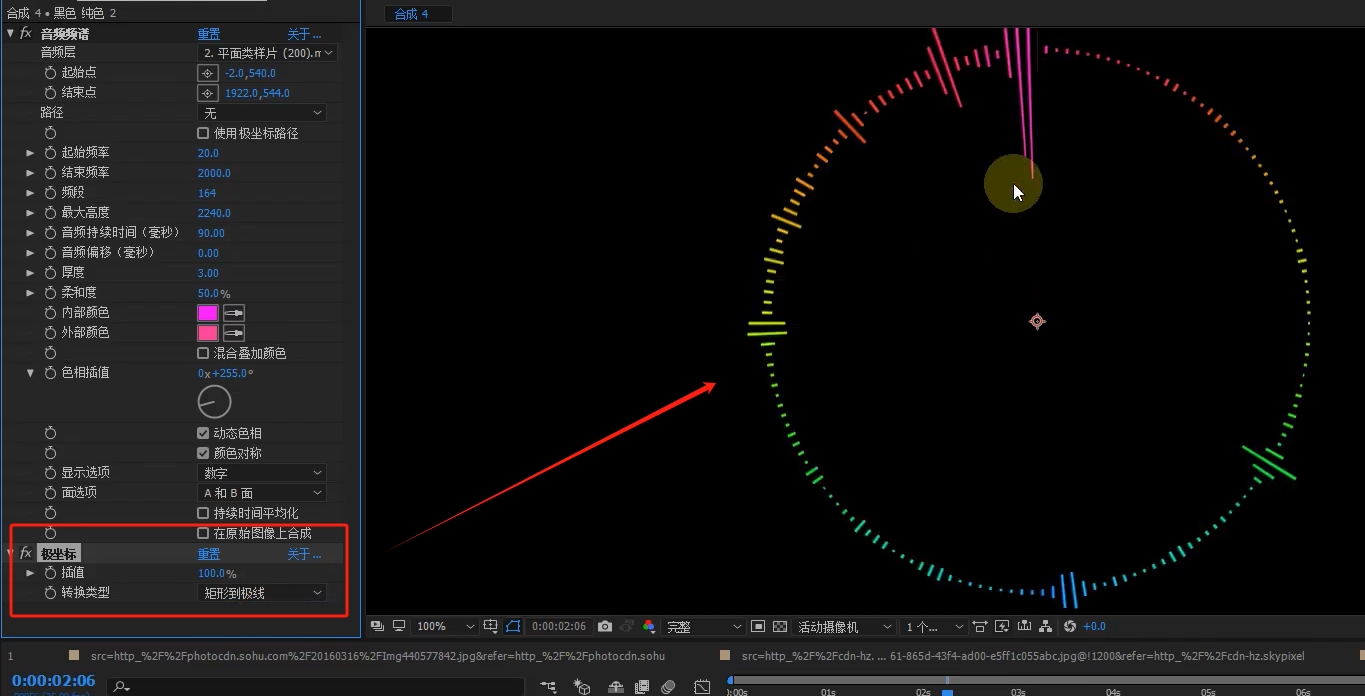 合成 4 • 黑色 纯色 2
合成 4
fx 音频频谱 重置 关于...
音频层 2. 平面类样片 (200).m
起始点 -2.0,540.0
结束点 1922.0,544.0
路径 无
使用极坐标路径
起始频率 20.0
结束频率 2000.0
频段 164
最大高度 2240.0
音频持续时间（毫秒） 90.00
音频偏移（毫秒） 0.00
厚度 3.00
柔和度 50.0%
内部颜色
外部颜色
混合叠加颜色
色相插值 0x+255.0°
动态色相
颜色对称
显示选项 数字
面选项 A 和 B 面
持续时间平均化
在原始图像上合成
fx 极坐标 重置 关于...
插值 100.0%
转换类型 矩形到极线
100% 0:00:02:06 完整 活动摄像机 1 个... +0.0
1 src=http_%2F%2Fphotocdn.sohu.com%2F20160316%2FImg440577842.jpg&refer=http_%2F%2Fphotocdn.sohu src=http_%2F%2Fcdn-hz. ... 61-865d-43f4-ad00-e5ff1c055abc.jpg@!1200&refer=http_%2F%2Fcdn-hz.skypixel
0:00:02:06
):00s 01s 02s 03s 04s 05s 06s